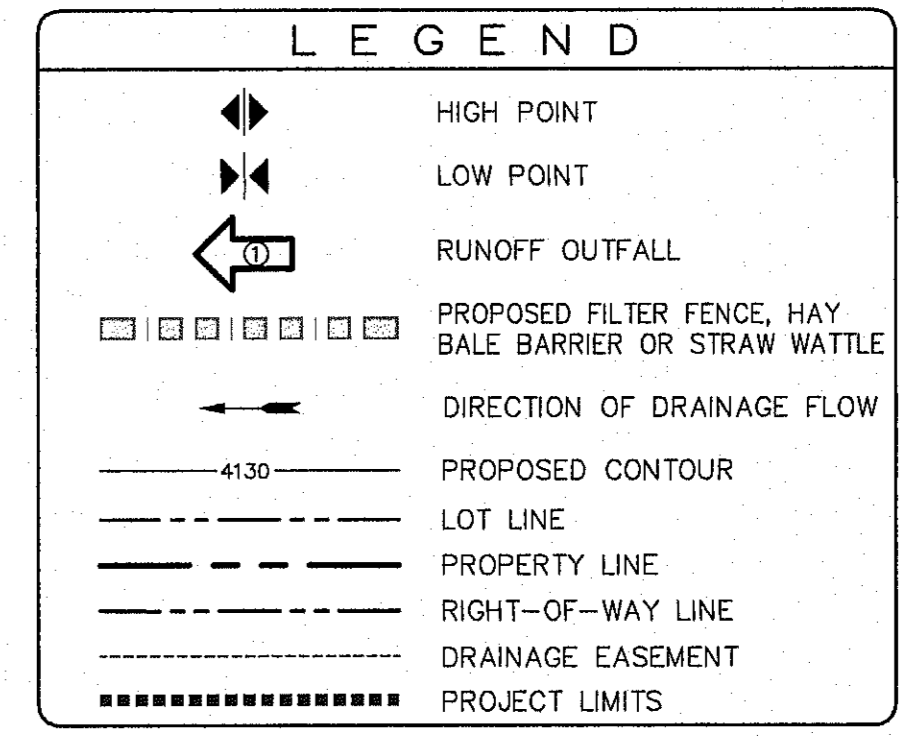 LEGEND
HIGH POINT
LOW POINT
① RUNOFF OUTFALL
PROPOSED FILTER FENCE, HAY
BALE BARRIER OR STRAW WATTLE
DIRECTION OF DRAINAGE FLOW
4130 PROPOSED CONTOUR
LOT LINE
PROPERTY LINE
RIGHT-OF-WAY LINE
DRAINAGE EASEMENT
PROJECT LIMITS